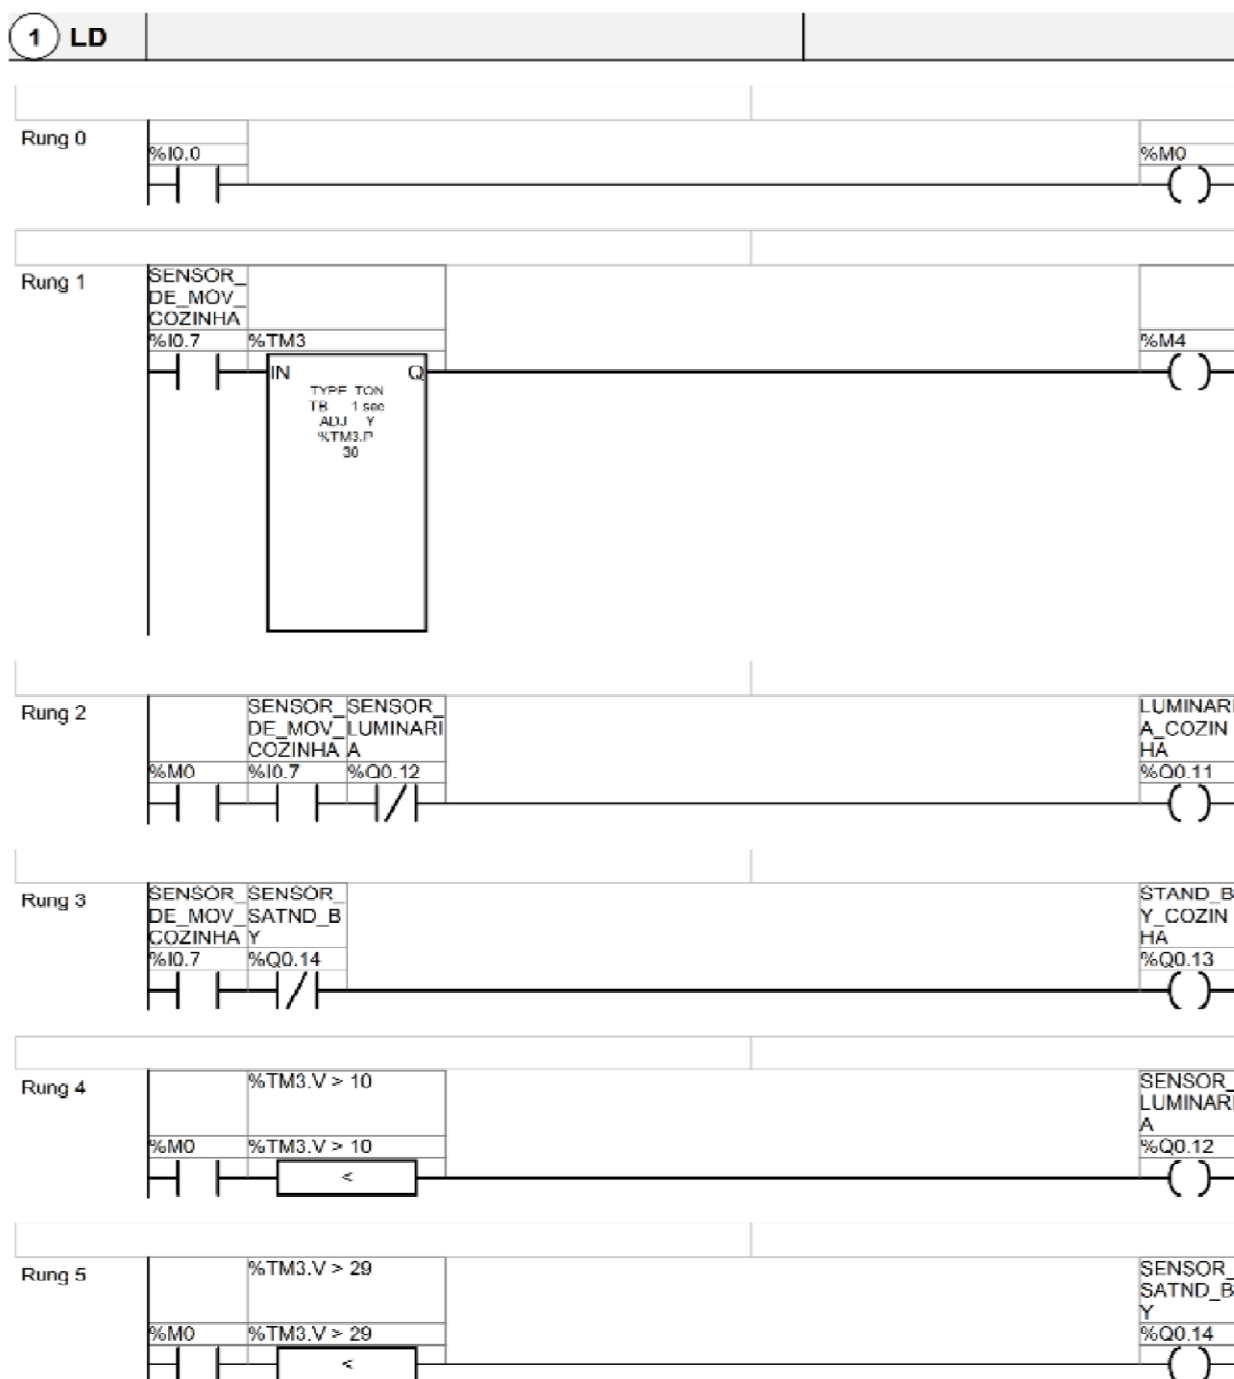 1 LD
Rung 0
%I0.0
%M0
Rung 1
SENSOR_
DE_MOV_
COZINHA
%I0.7
%TM3
%M4
IN
Q
TYPE TON
TB 1 sec
ADJ Y
%TM3.P
30
Rung 2
SENSOR_
DE_MOV_
COZINHA
SENSOR_
LUMINARI
A
LUMINARI
A_COZIN
HA
%M0
%I0.7
%Q0.12
%Q0.11
Rung 3
SENSOR_
DE_MOV_
COZINHA
SENSOR_
SATND_B
Y
STAND_B
Y_COZIN
HA
%I0.7
%Q0.14
%Q0.13
Rung 4
%TM3.V > 10
SENSOR_
LUMINARI
A
%M0
%TM3.V > 10
%Q0.12
<
Rung 5
%TM3.V > 29
SENSOR_
SATND_B
Y
%M0
%TM3.V > 29
%Q0.14
<